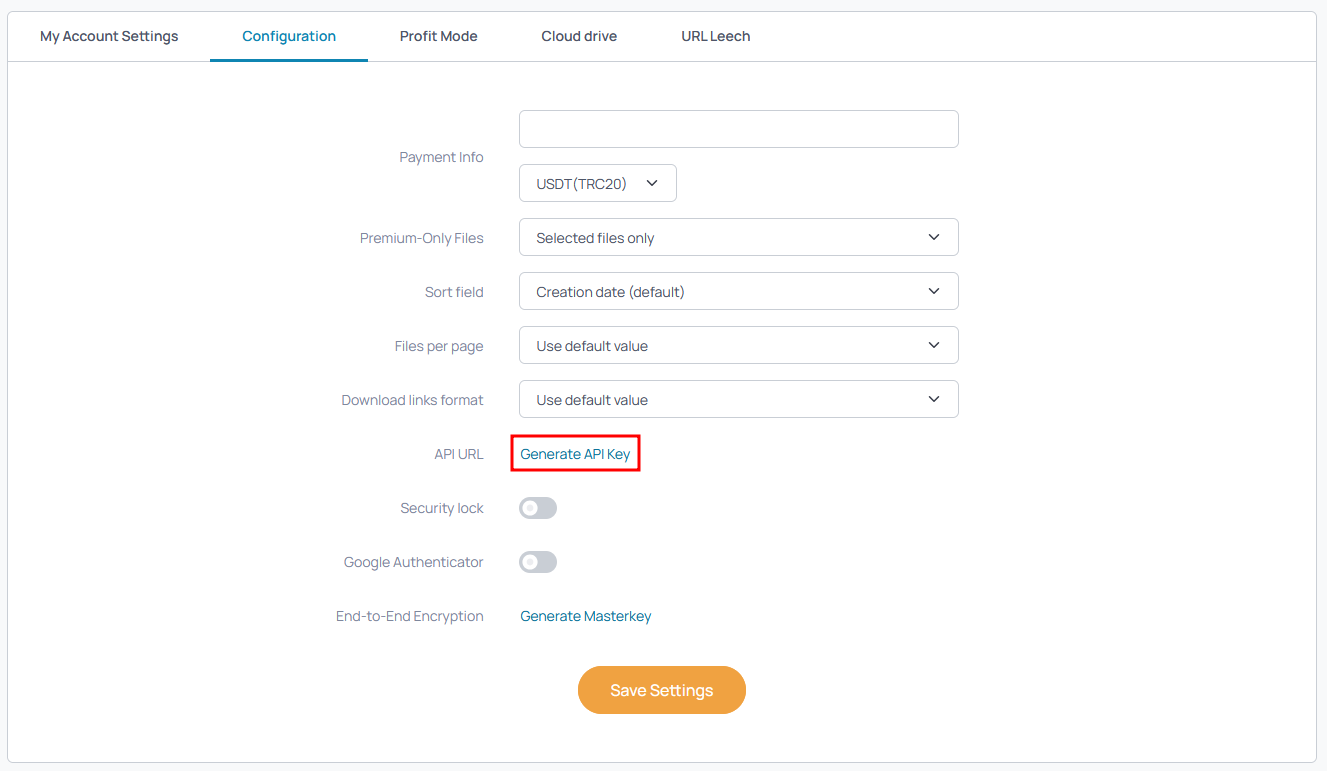 My Account Settings Configuration Profit Mode Cloud drive URL Leech
Payment Info
USDT(TRC20)
Premium-Only Files Selected files only
Sort field Creation date (default)
Files per page Use default value
Download links format Use default value
API URL Generate API Key
Security lock
Google Authenticator
End-to-End Encryption Generate Masterkey
Save Settings